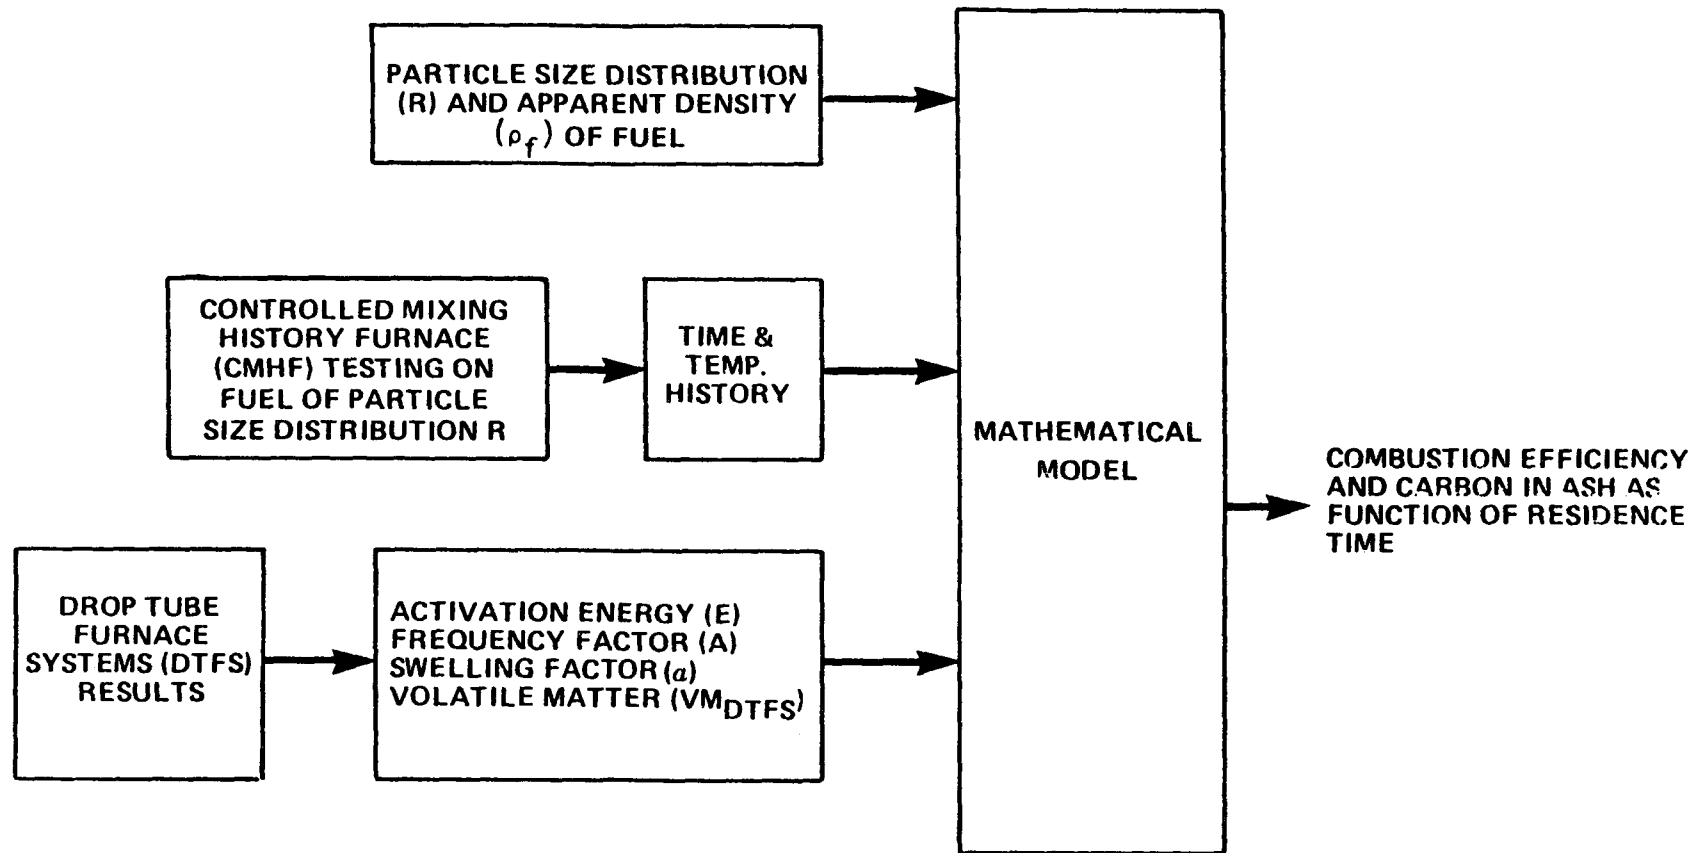 PARTICLE SIZE DISTRIBUTION
(R) AND APPARENT DENSITY
(ρf) OF FUEL
CONTROLLED MIXING
HISTORY FURNACE
(CMHF) TESTING ON
FUEL OF PARTICLE
SIZE DISTRIBUTION R
TIME &
TEMP.
HISTORY
DROP TUBE
FURNACE
SYSTEMS (DTFS)
RESULTS
ACTIVATION ENERGY (E)
FREQUENCY FACTOR (A)
SWELLING FACTOR (a)
VOLATILE MATTER (VMDTFS)
MATHEMATICAL
MODEL
COMBUSTION EFFICIENCY
AND CARBON IN ASH AS
FUNCTION OF RESIDENCE
TIME